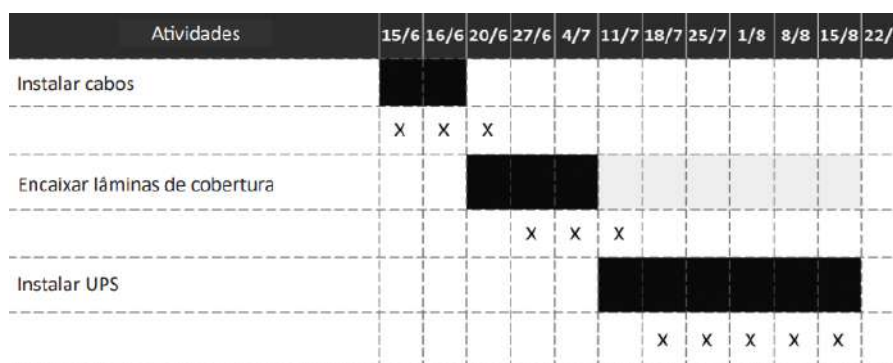 Atividades 15/6 16/6 20/6 27/6 4/7 11/7 18/7 25/7 1/8 8/8 15/8 22/
Instalar cabos
X X X
Encaixar lâminas de cobertura
X X X
Instalar UPS
X X X X X